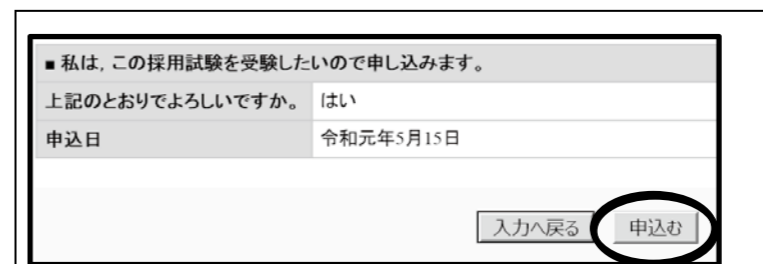 ■ 私は, この採用試験を受験したいので申し込みます。
上記のとおりでよろしいですか。 はい
申込日 令和元年5月15日
入力へ戻る 申込む